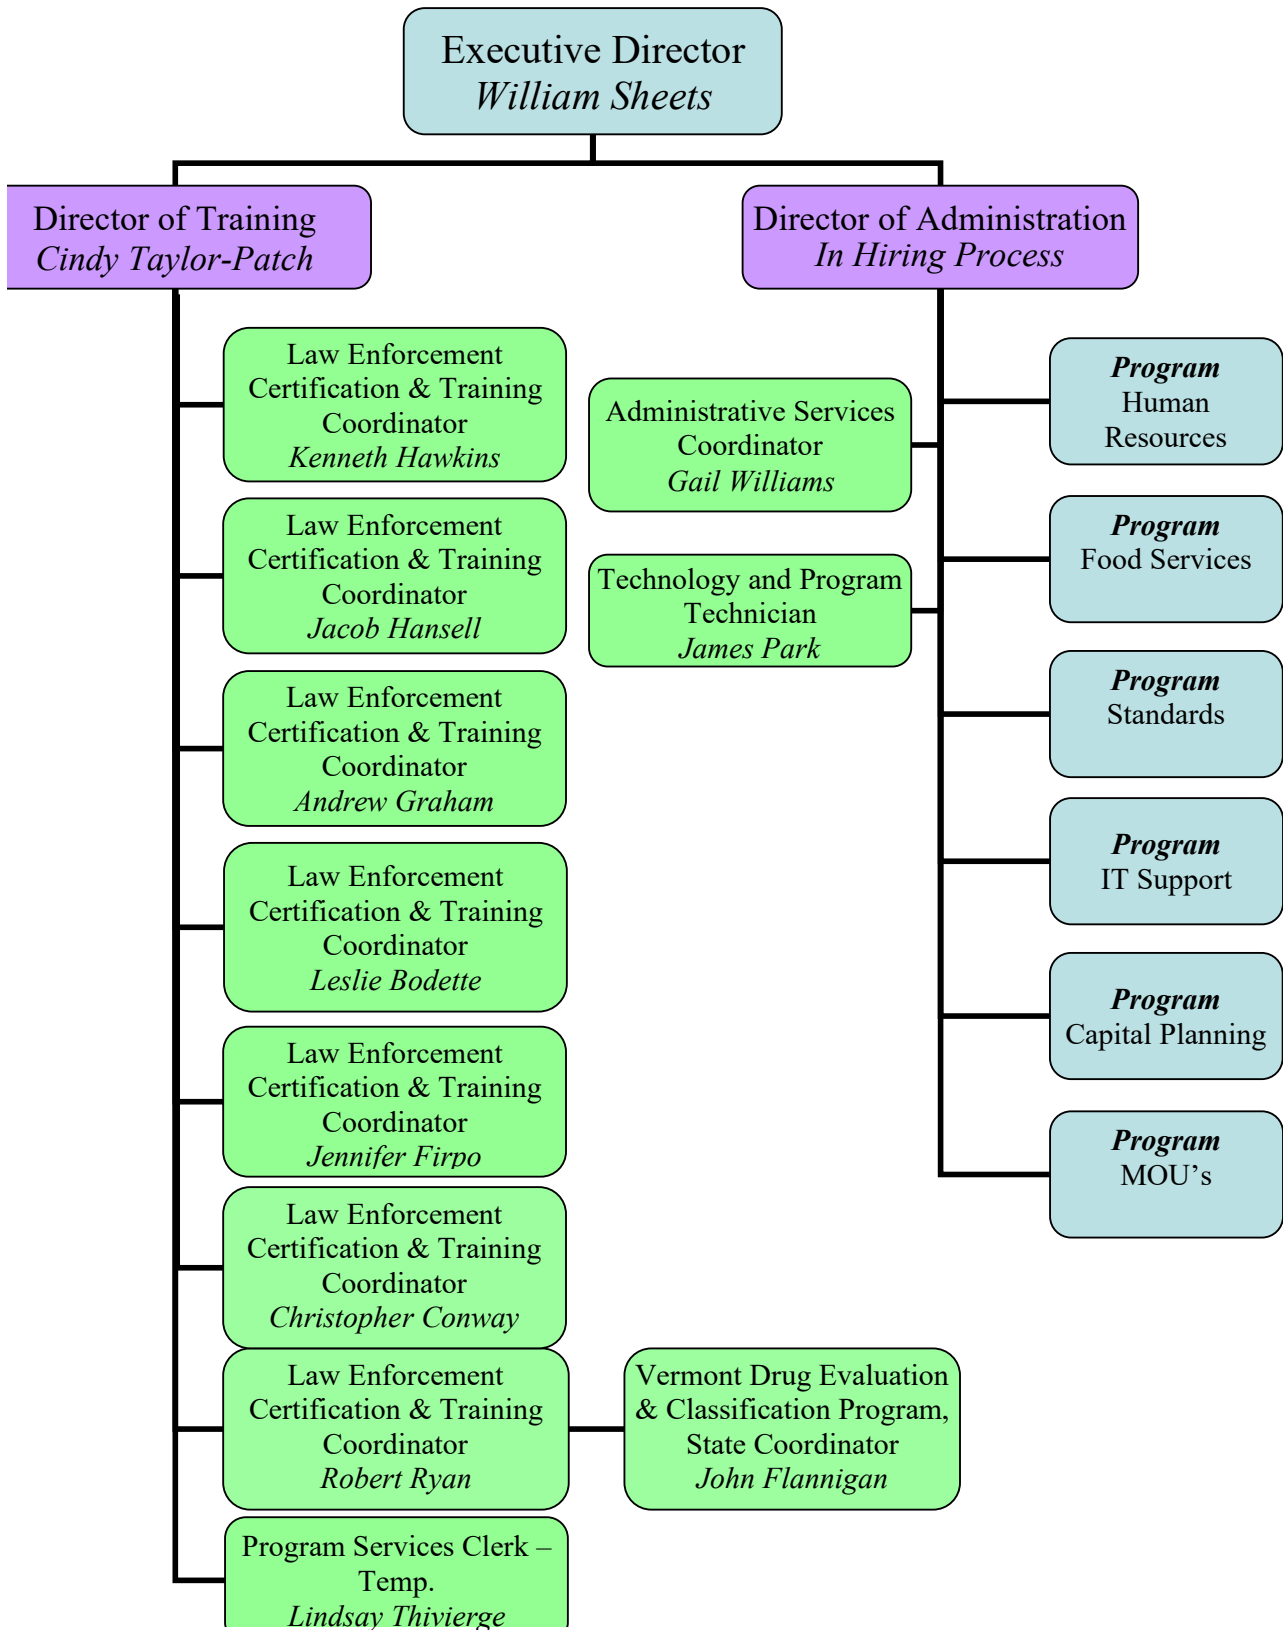 Executive Director
William Sheets
Director of Training
Cindy Taylor-Patch
Director of Administration
In Hiring Process
Law Enforcement
Certification & Training
Coordinator
Kenneth Hawkins
Law Enforcement
Certification & Training
Coordinator
Jacob Hansell
Law Enforcement
Certification & Training
Coordinator
Andrew Graham
Law Enforcement
Certification & Training
Coordinator
Leslie Bodette
Law Enforcement
Certification & Training
Coordinator
Jennifer Firpo
Law Enforcement
Certification & Training
Coordinator
Christopher Conway
Law Enforcement
Certification & Training
Coordinator
Robert Ryan
Vermont Drug Evaluation
& Classification Program,
State Coordinator
John Flannigan
Program Services Clerk –
Temp.
Lindsay Thivierge
Administrative Services
Coordinator
Gail Williams
Technology and Program
Technician
James Park
Program
Human
Resources
Program
Food Services
Program
Standards
Program
IT Support
Program
Capital Planning
Program
MOU’s